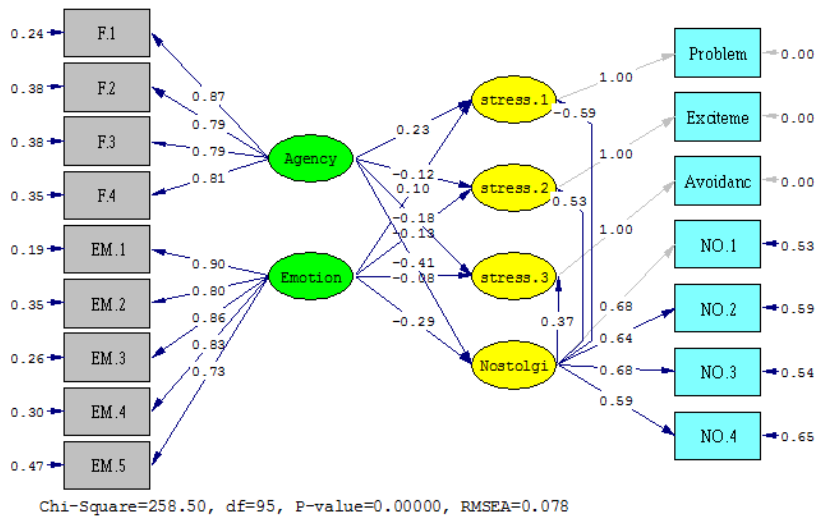 0.24 F.1
0.38 F.2
0.38 F.3
0.35 F.4
0.19 EM.1
0.35 EM.2
0.26 EM.3
0.30 EM.4
0.47 EM.5
0.87
0.79
0.79
0.81
0.90
0.80
0.86
0.83
0.73
Agency
Emotion
0.23
-0.12
0.10
-0.18
-0.13
-0.41
-0.08
-0.29
stress.1
stress.2
stress.3
Nostolgi
-0.59
0.53
0.37
1.00
1.00
1.00
0.68
0.64
0.68
0.59
Problem 0.00
Exciteme 0.00
Avoidanc 0.00
NO.1 0.53
NO.2 0.59
NO.3 0.54
NO.4 0.65
Chi-Square=258.50, df=95, P-value=0.00000, RMSEA=0.078